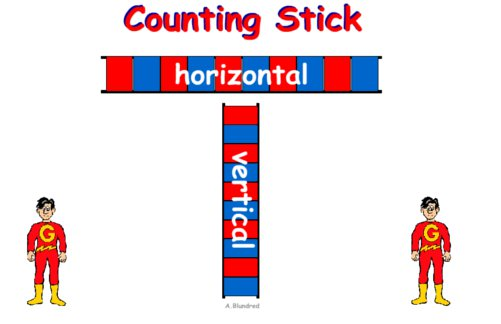 Counting Stick
horizontal
vertical
G
G
A Blundred